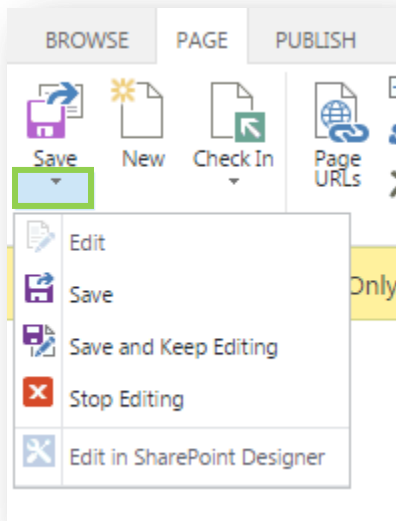 BROWSE PAGE PUBLISH
Save New Check In Page
URLs
Edit
Only
Save
Save and Keep Editing
Stop Editing
Edit in SharePoint Designer